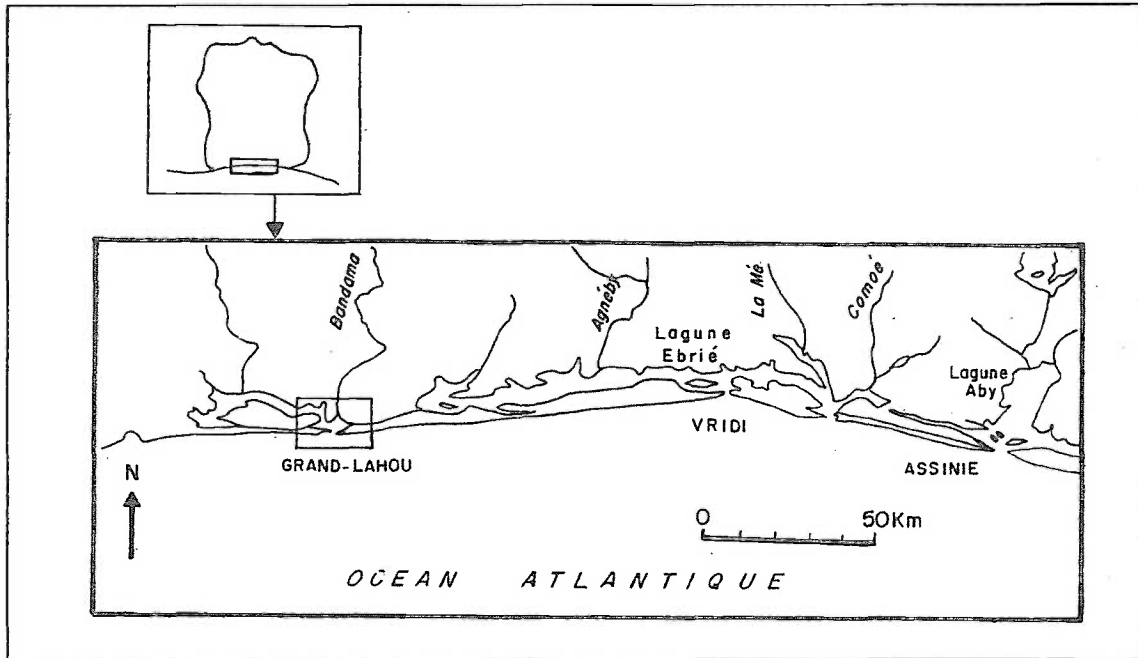 Bandama
Agnéby
La Mé
Comoé
Lagune
Ebrié
Lagune
Aby
VRIDI
GRAND-LAHOU
ASSINIE
N
0 50Km
OCEAN ATLANTIQUE